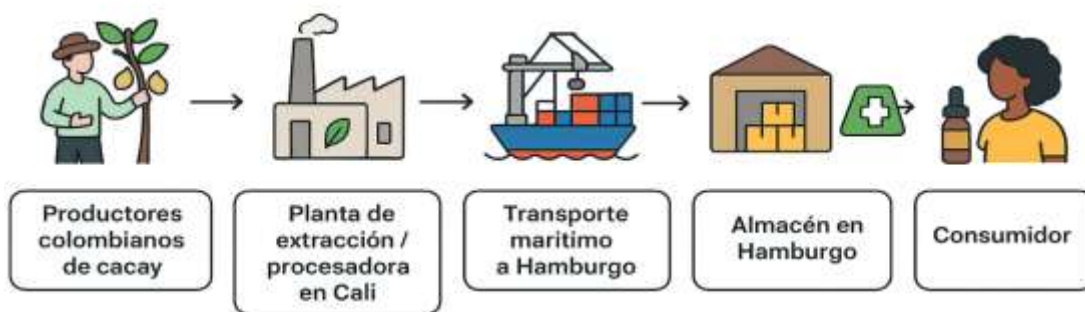 Productores
colombianos
de cacay
Planta de
extracción /
procesadora
en Cali
Transporte
marítimo
a Hamburgo
Almacén en
Hamburgo
Consumidor